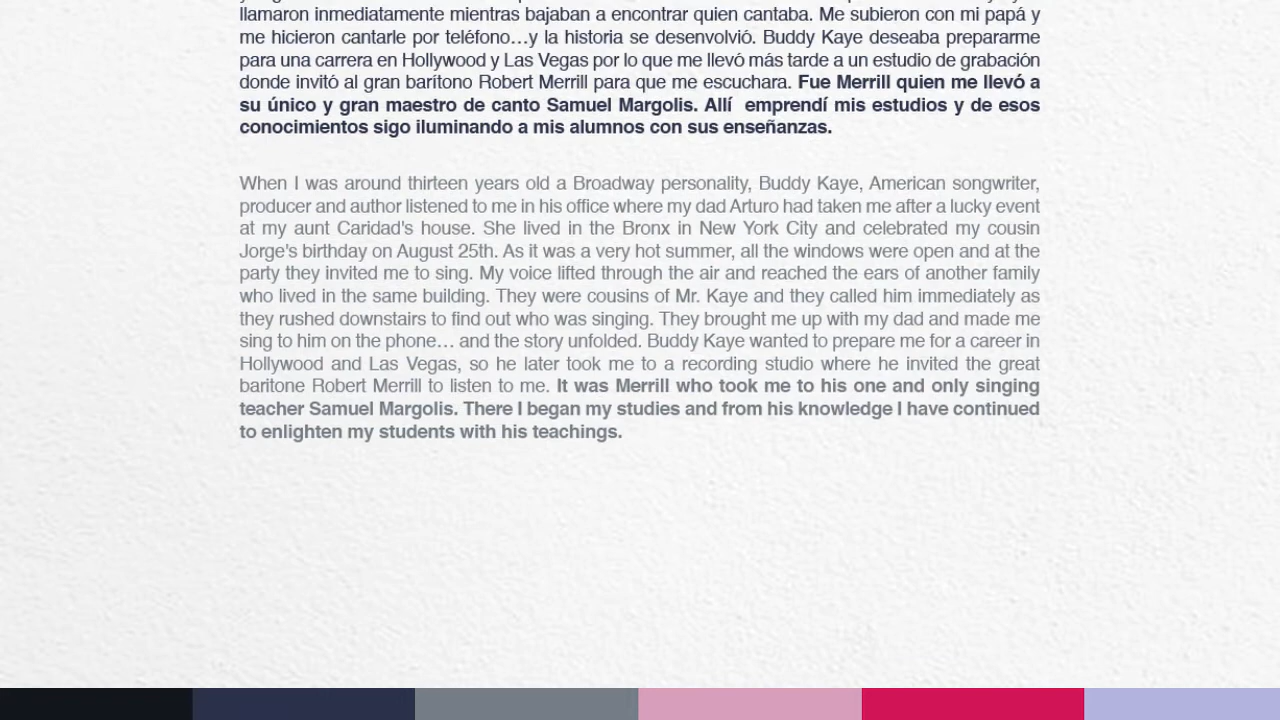 llamaron inmediatamente mientras bajaban a encontrar quien cantaba. Me subieron con mi papá y
me hicieron cantarle por teléfono…y la historia se desenvolvió. Buddy Kaye deseaba prepararme
para una carrera en Hollywood y Las Vegas por lo que me llevó más tarde a un estudio de grabación
donde invitó al gran barítono Robert Merrill para que me escuchara. Fue Merrill quien me llevó a
su único y gran maestro de canto Samuel Margolis. Allí  emprendí mis estudios y de esos
conocimientos sigo iluminando a mis alumnos con sus enseñanzas.
When I was around thirteen years old a Broadway personality, Buddy Kaye, American songwriter,
producer and author listened to me in his office where my dad Arturo had taken me after a lucky event
at my aunt Caridad's house. She lived in the Bronx in New York City and celebrated my cousin
Jorge's birthday on August 25th. As it was a very hot summer, all the windows were open and at the
party they invited me to sing. My voice lifted through the air and reached the ears of another family
who lived in the same building. They were cousins of Mr. Kaye and they called him immediately as
they rushed downstairs to find out who was singing. They brought me up with my dad and made me
sing to him on the phone… and the story unfolded. Buddy Kaye wanted to prepare me for a career in
Hollywood and Las Vegas, so he later took me to a recording studio where he invited the great
baritone Robert Merrill to listen to me. It was Merrill who took me to his one and only singing
teacher Samuel Margolis. There I began my studies and from his knowledge I have continued
to enlighten my students with his teachings.